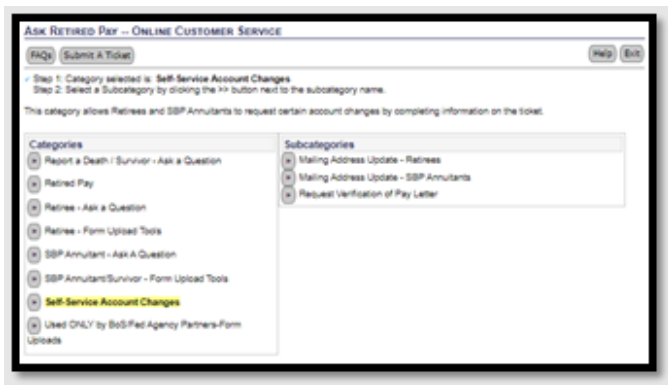 ASK RETIRED PAY -- ONLINE CUSTOMER SERVICE
FAQs Submit A Ticket Help Exit
✓ Step 1: Category selected is: Self-Service Account Changes
Step 2: Select a Subcategory by clicking the >> button next to the subcategory name.
This category allows Retirees and SBP Annuitants to request certain account changes by completing information on the ticket.
Categories
» Report a Death / Survivor - Ask a Question
» Retired Pay
» Retiree - Ask a Question
» Retiree - Form Upload Tools
» SBP Annuitant - Ask A Question
» SBP Annuitant/Survivor - Form Upload Tools
» Self-Service Account Changes
» Used ONLY by BoS/Fed Agency Partners-Form
Uploads
Subcategories
» Mailing Address Update - Retirees
» Mailing Address Update - SBP Annuitants
» Request Verification of Pay Letter